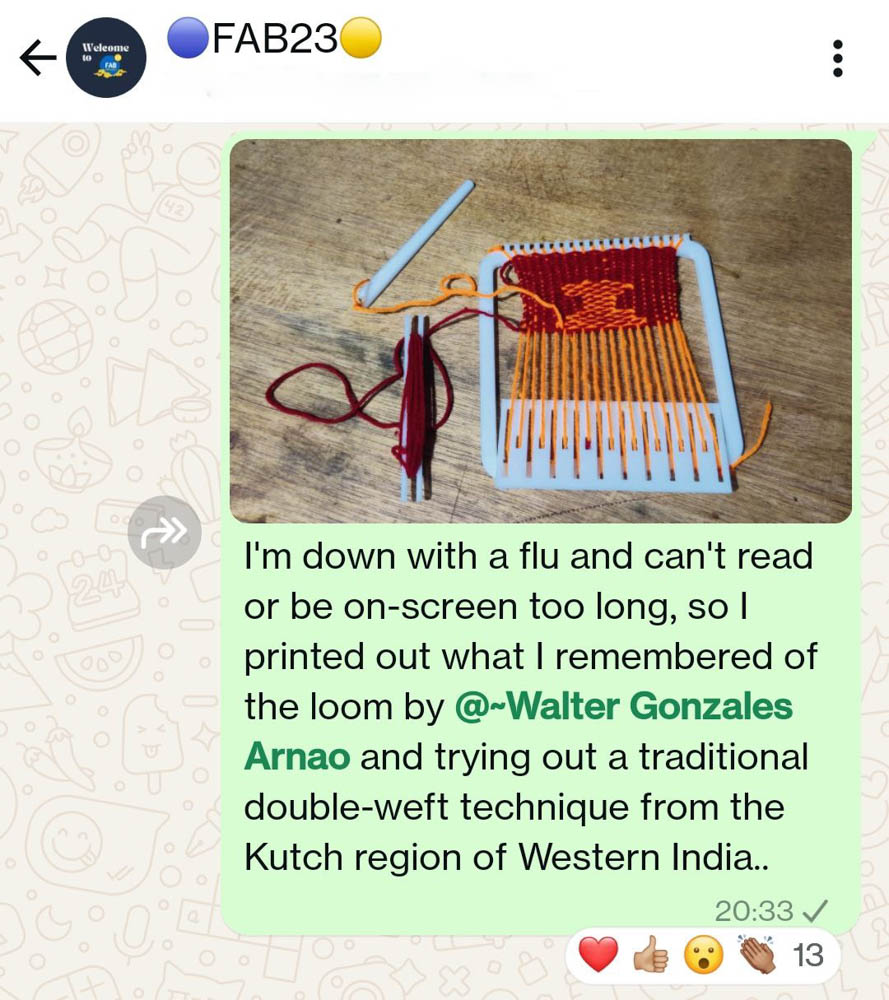 Welcome
to
FAB
🔵FAB23🟡
I'm down with a flu and can't read
or be on-screen too long, so I
printed out what I remembered of
the loom by @~Walter Gonzales
Arnao and trying out a traditional
double-weft technique from the
Kutch region of Western India..
20:33
13